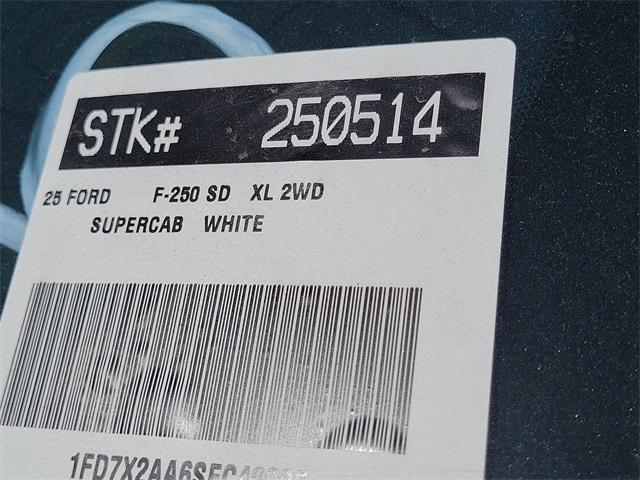 STK# 250514
25 FORD F-250 SD XL 2WD
SUPERCAB WHITE